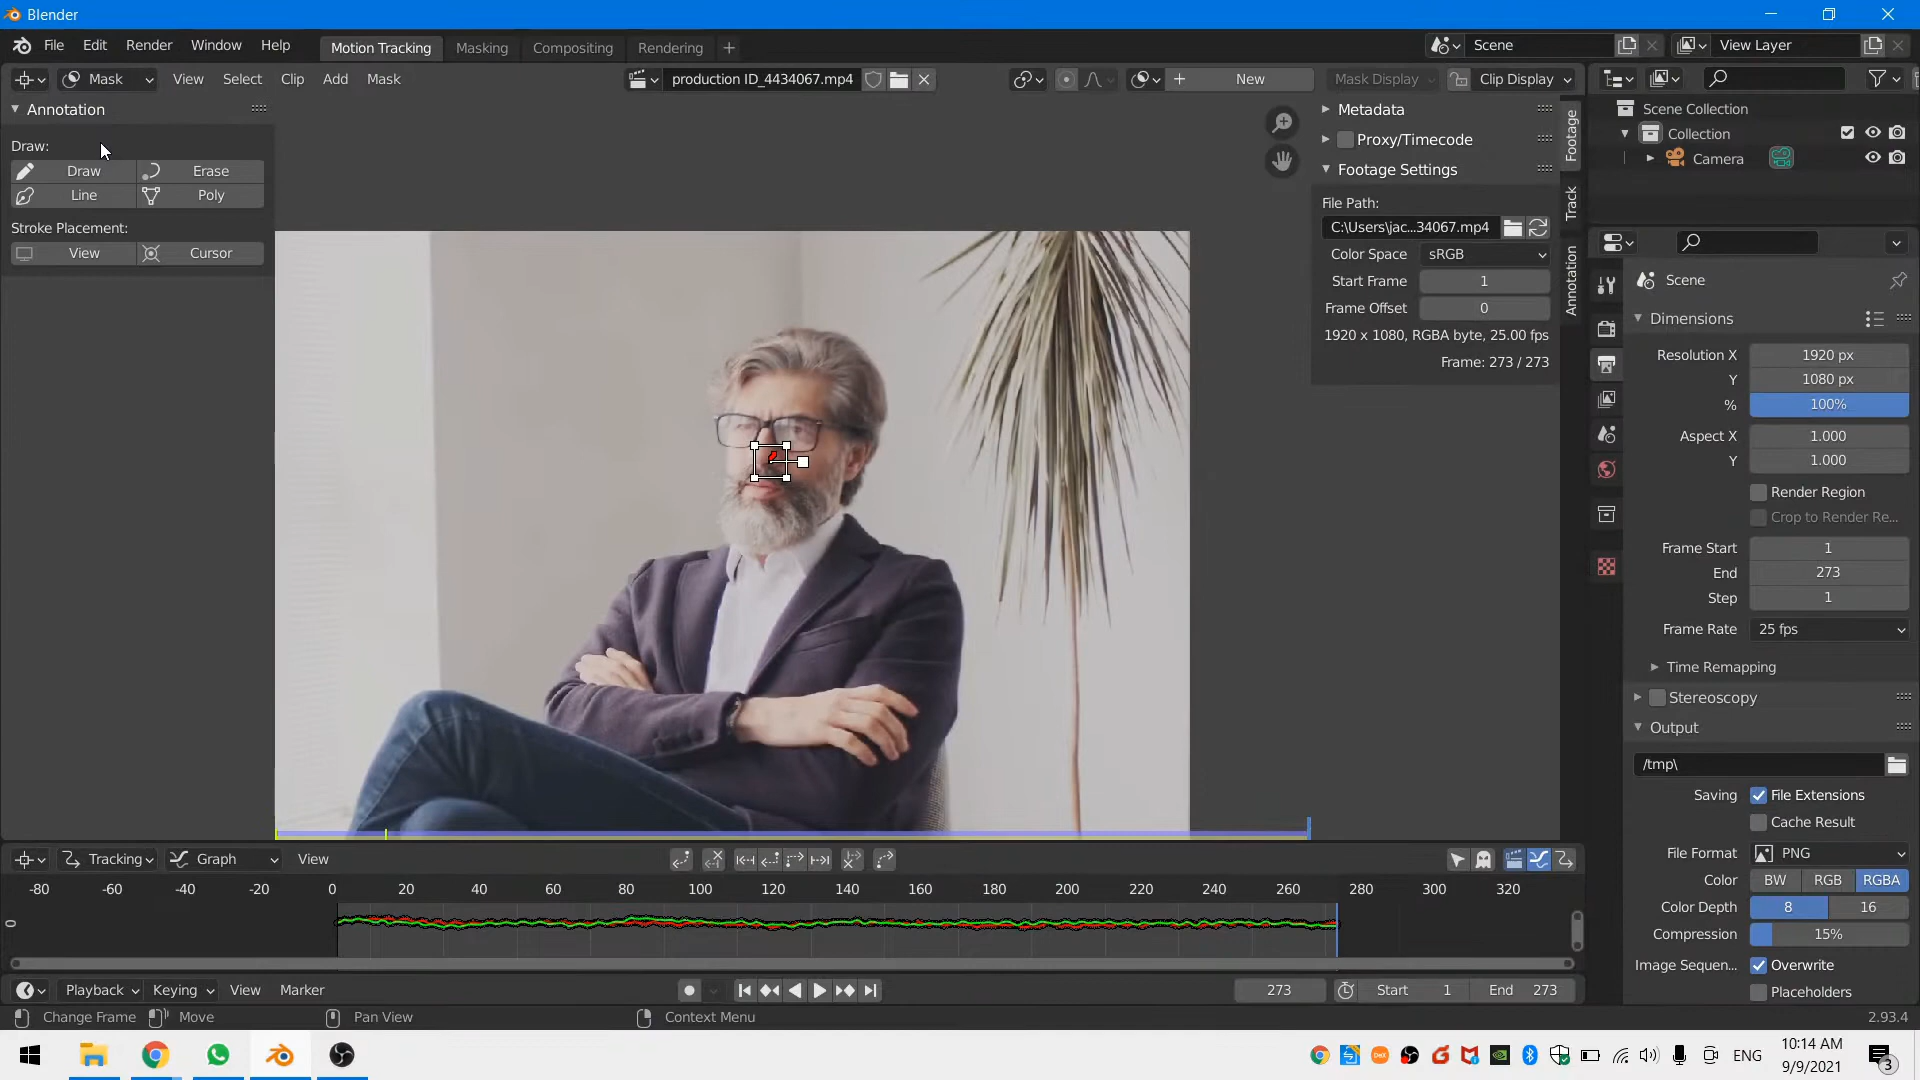 Blender
File Edit Render Window Help Motion Tracking Masking Compositing Rendering + Scene View Layer
Mask View Select Clip Add Mask production ID_4434067.mp4 New Mask Display Clip Display
Annotation
Draw:
Draw Erase
Line Poly
Stroke Placement:
View Cursor
Metadata
Proxy/Timecode
Footage Settings
File Path:
C:\Users\jac...34067.mp4
Color Space sRGB
Start Frame 1
Frame Offset 0
1920 x 1080, RGBA byte, 25.00 fps
Frame: 273 / 273
Footage
Track
Annotation
Scene Collection
Collection
Camera
Scene
Dimensions
Resolution X 1920 px
Y 1080 px
% 100%
Aspect X 1.000
Y 1.000
Render Region
Crop to Render Re...
Frame Start 1
End 273
Step 1
Frame Rate 25 fps
Time Remapping
Stereoscopy
Output
/tmp\
Saving File Extensions
Cache Result
File Format PNG
Color BW RGB RGBA
Color Depth 8 16
Compression 15%
Image Sequen... Overwrite
Placeholders
Tracking Graph View
-80 -60 -40 -20 0 20 40 60 80 100 120 140 160 180 200 220 240 260 280 300 320
0
Playback Keying View Marker 273 Start 1 End 273
Change Frame Move Pan View Context Menu 2.93.4
ENG
10:14 AM
9/9/2021
3